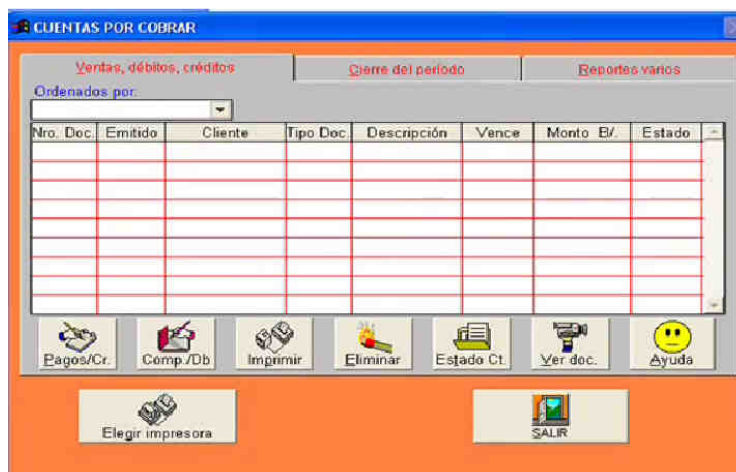 CUENTAS POR COBRAR
Ventas, débitos, créditos Cierre del período Reportes varios
Ordenados por:
Nro. Doc. Emitido Cliente Tipo Doc. Descripción Vence Monto B/. Estado
Pagos/Cr. Comp./Db Imprimir Eliminar Estado Ct. Ver doc. Ayuda
Elegir impresora SALIR